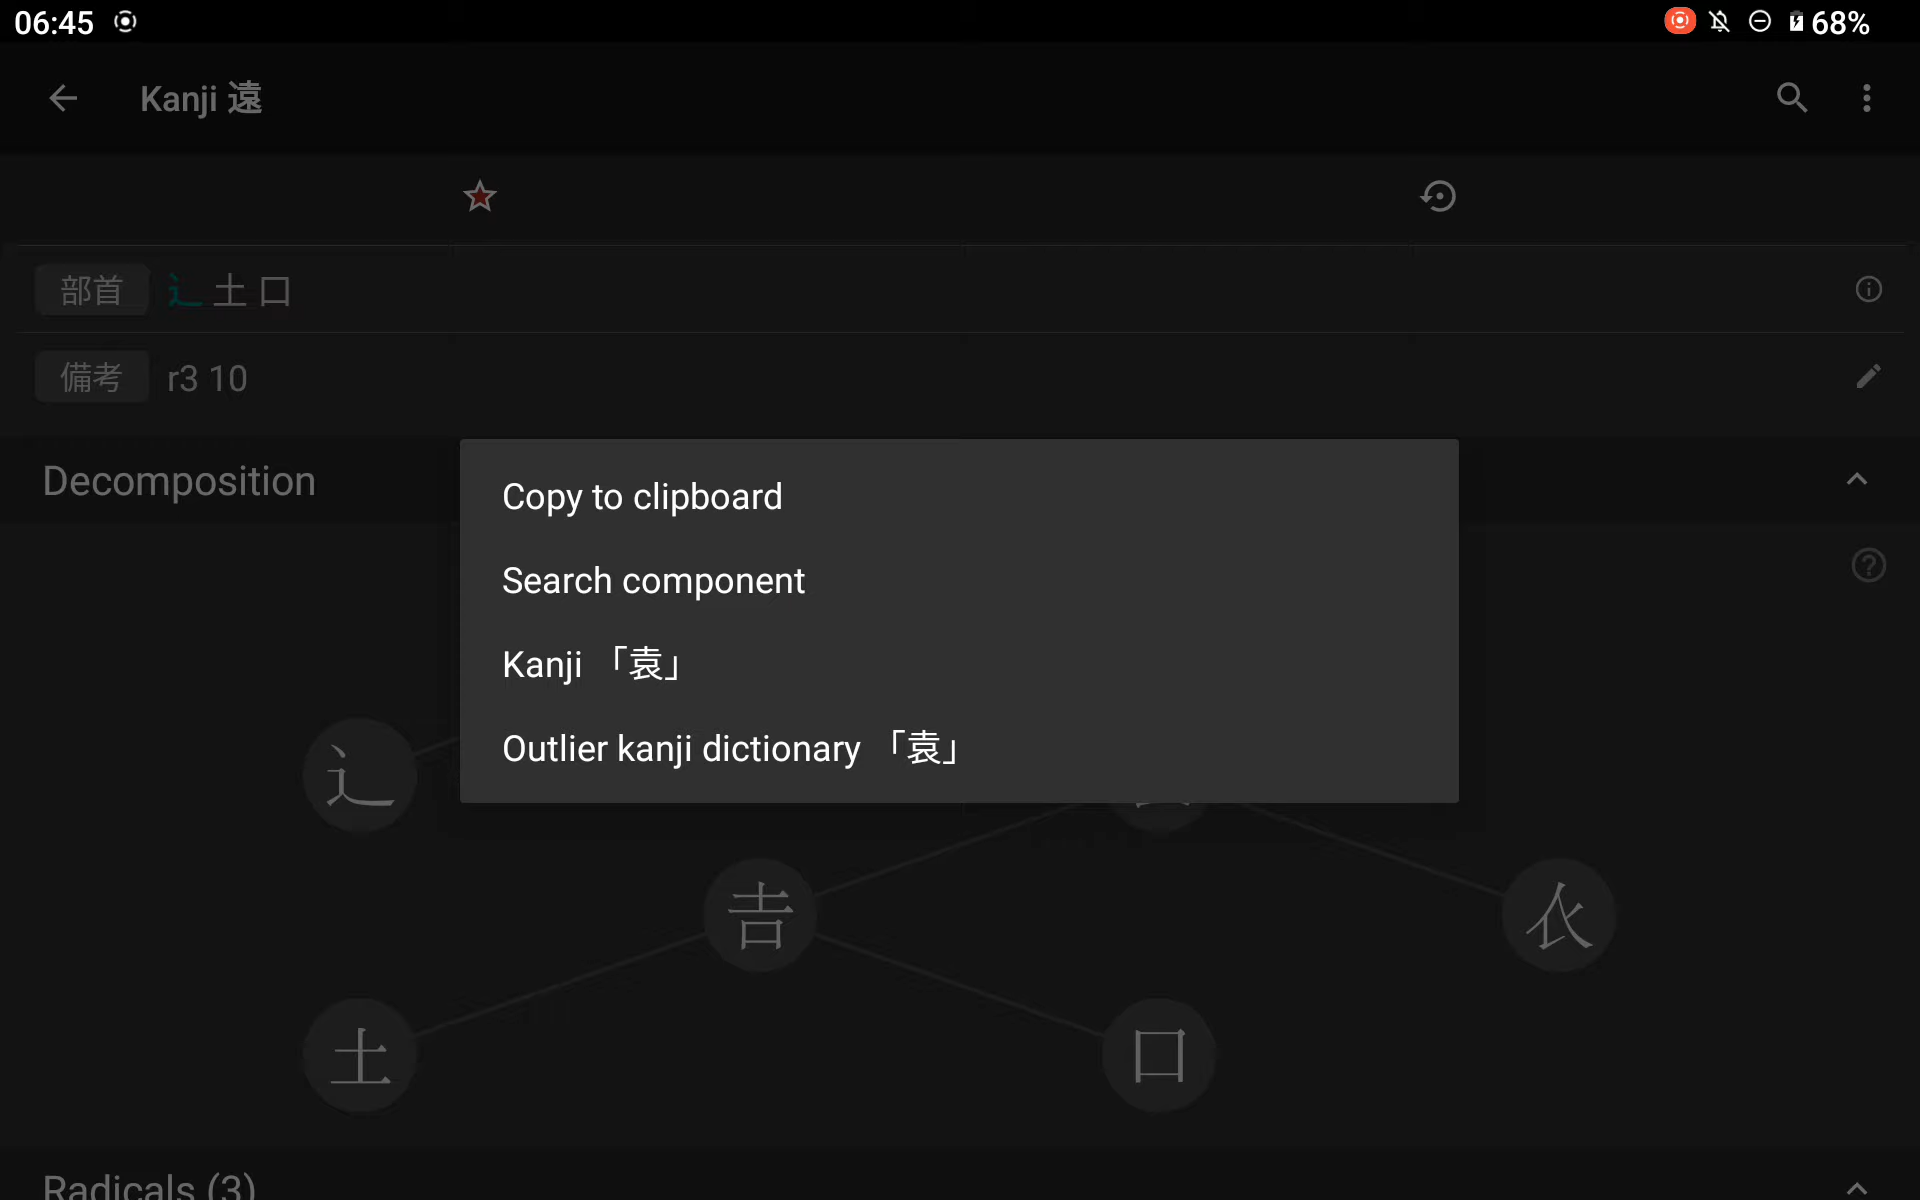 06:45
68%
Kanji 遠
部首 ⻌ 土 口
備考 r3 10
Decomposition
Copy to clipboard
Search component
Kanji 「袁」
Outlier kanji dictionary 「袁」
⻌
𠮷 衣
土 口
Radicals (3)